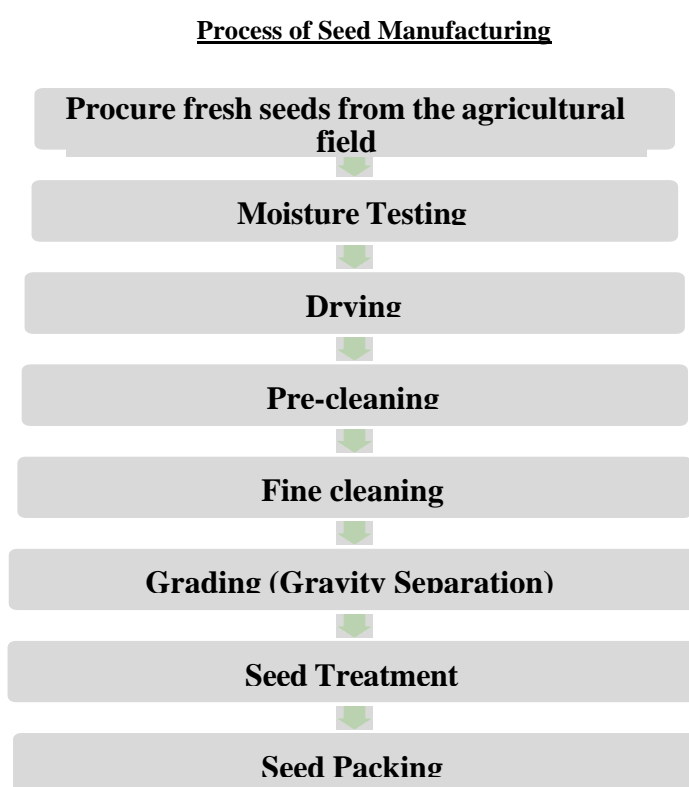 Process of Seed Manufacturing
Procure fresh seeds from the agricultural
field
Moisture Testing
Drying
Pre-cleaning
Fine cleaning
Grading (Gravity Separation)
Seed Treatment
Seed Packing